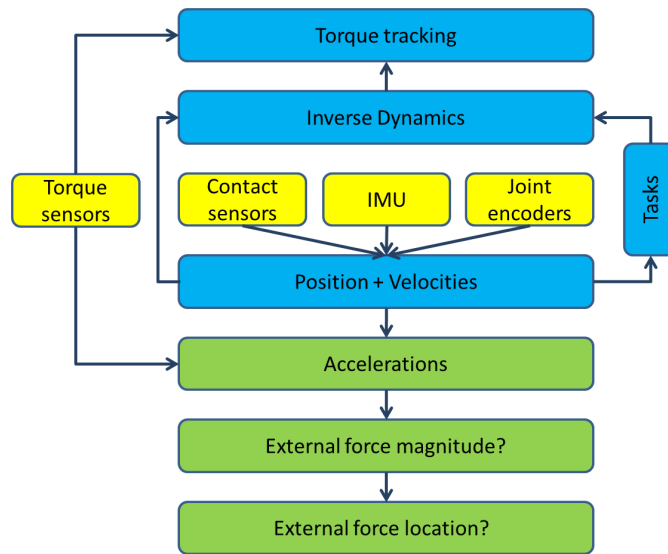 Torque tracking
Inverse Dynamics
Torque
sensors
Contact
sensors
IMU
Joint
encoders
Tasks
Position + Velocities
Accelerations
External force magnitude?
External force location?